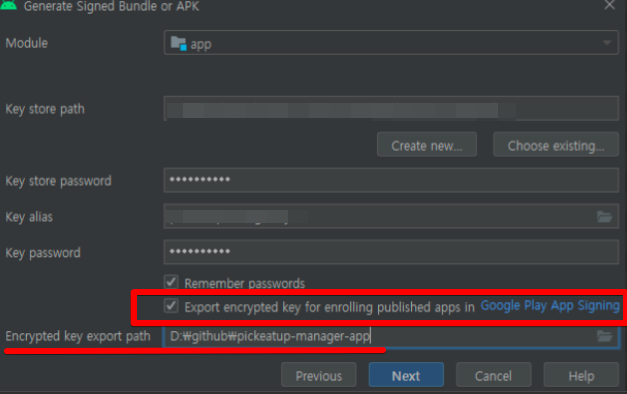 Generate Signed Bundle or APK
Module app
Key store path
Create new... Choose existing...
Key store password ••••••••••
Key alias
Key password ••••••••••
Remember passwords
Export encrypted key for enrolling published apps in Google Play App Signing
Encrypted key export path D:₩github₩pickeatup-manager-app
Previous Next Cancel Help